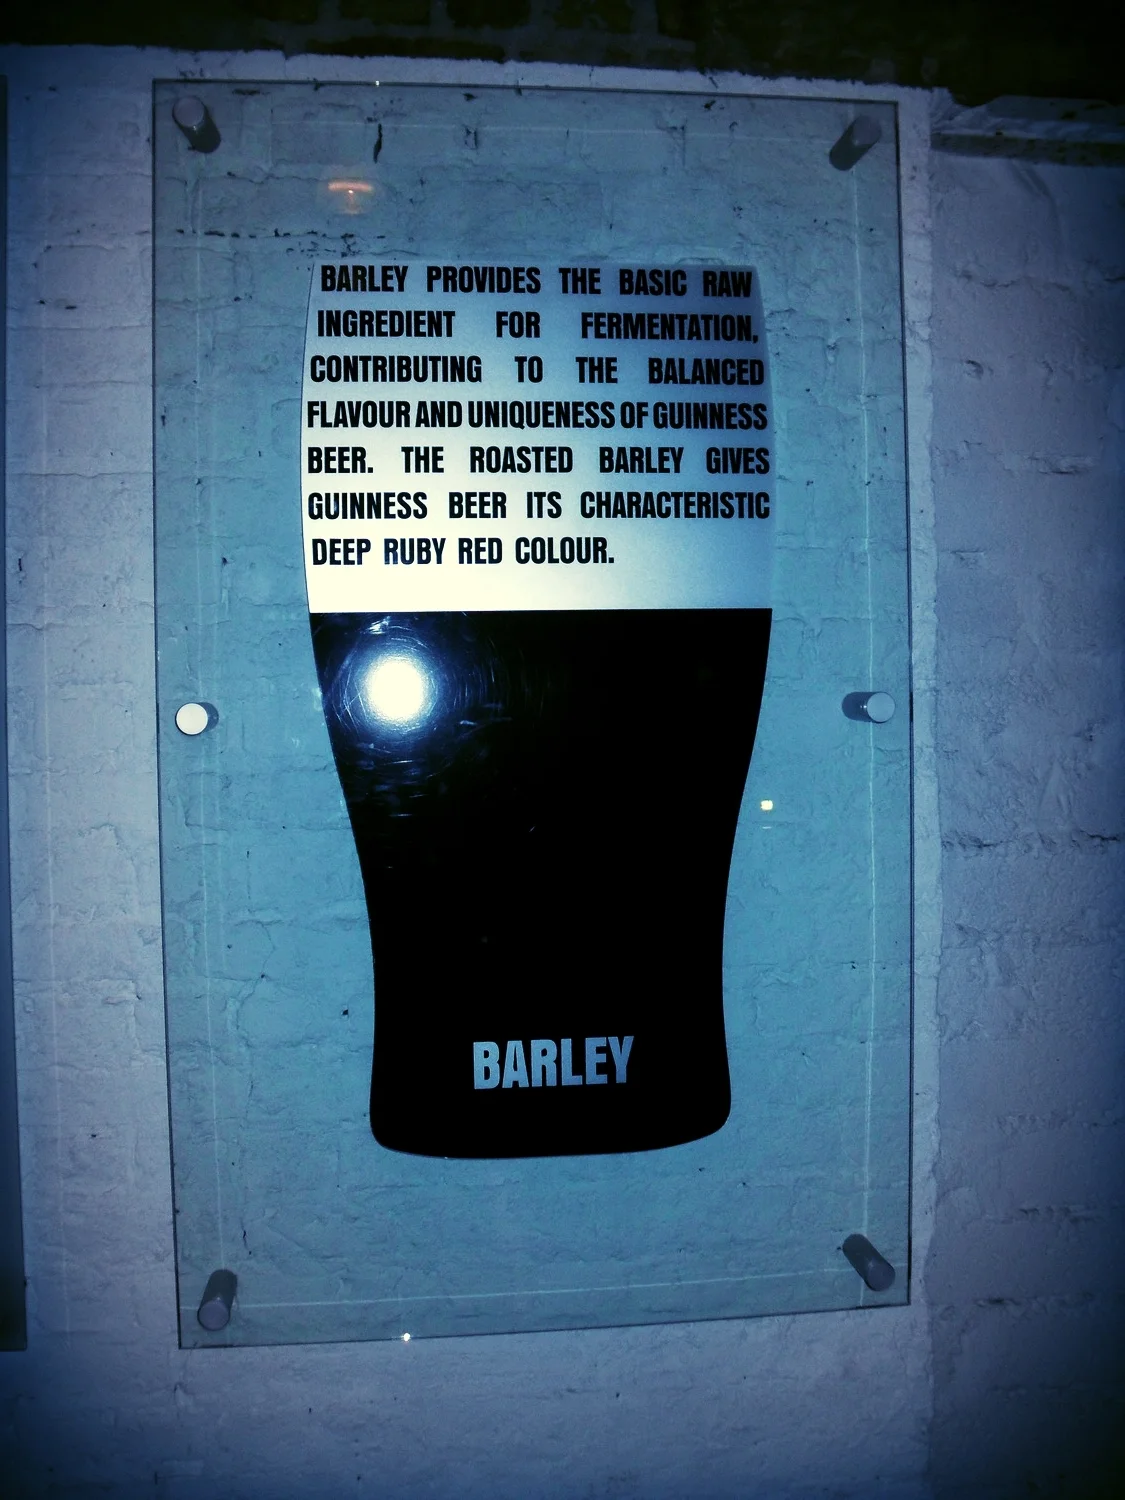 BARLEY PROVIDES THE BASIC RAW
INGREDIENT FOR FERMENTATION,
CONTRIBUTING TO THE BALANCED
FLAVOUR AND UNIQUENESS OF GUINNESS
BEER. THE ROASTED BARLEY GIVES
GUINNESS BEER ITS CHARACTERISTIC
DEEP RUBY RED COLOUR.
BARLEY